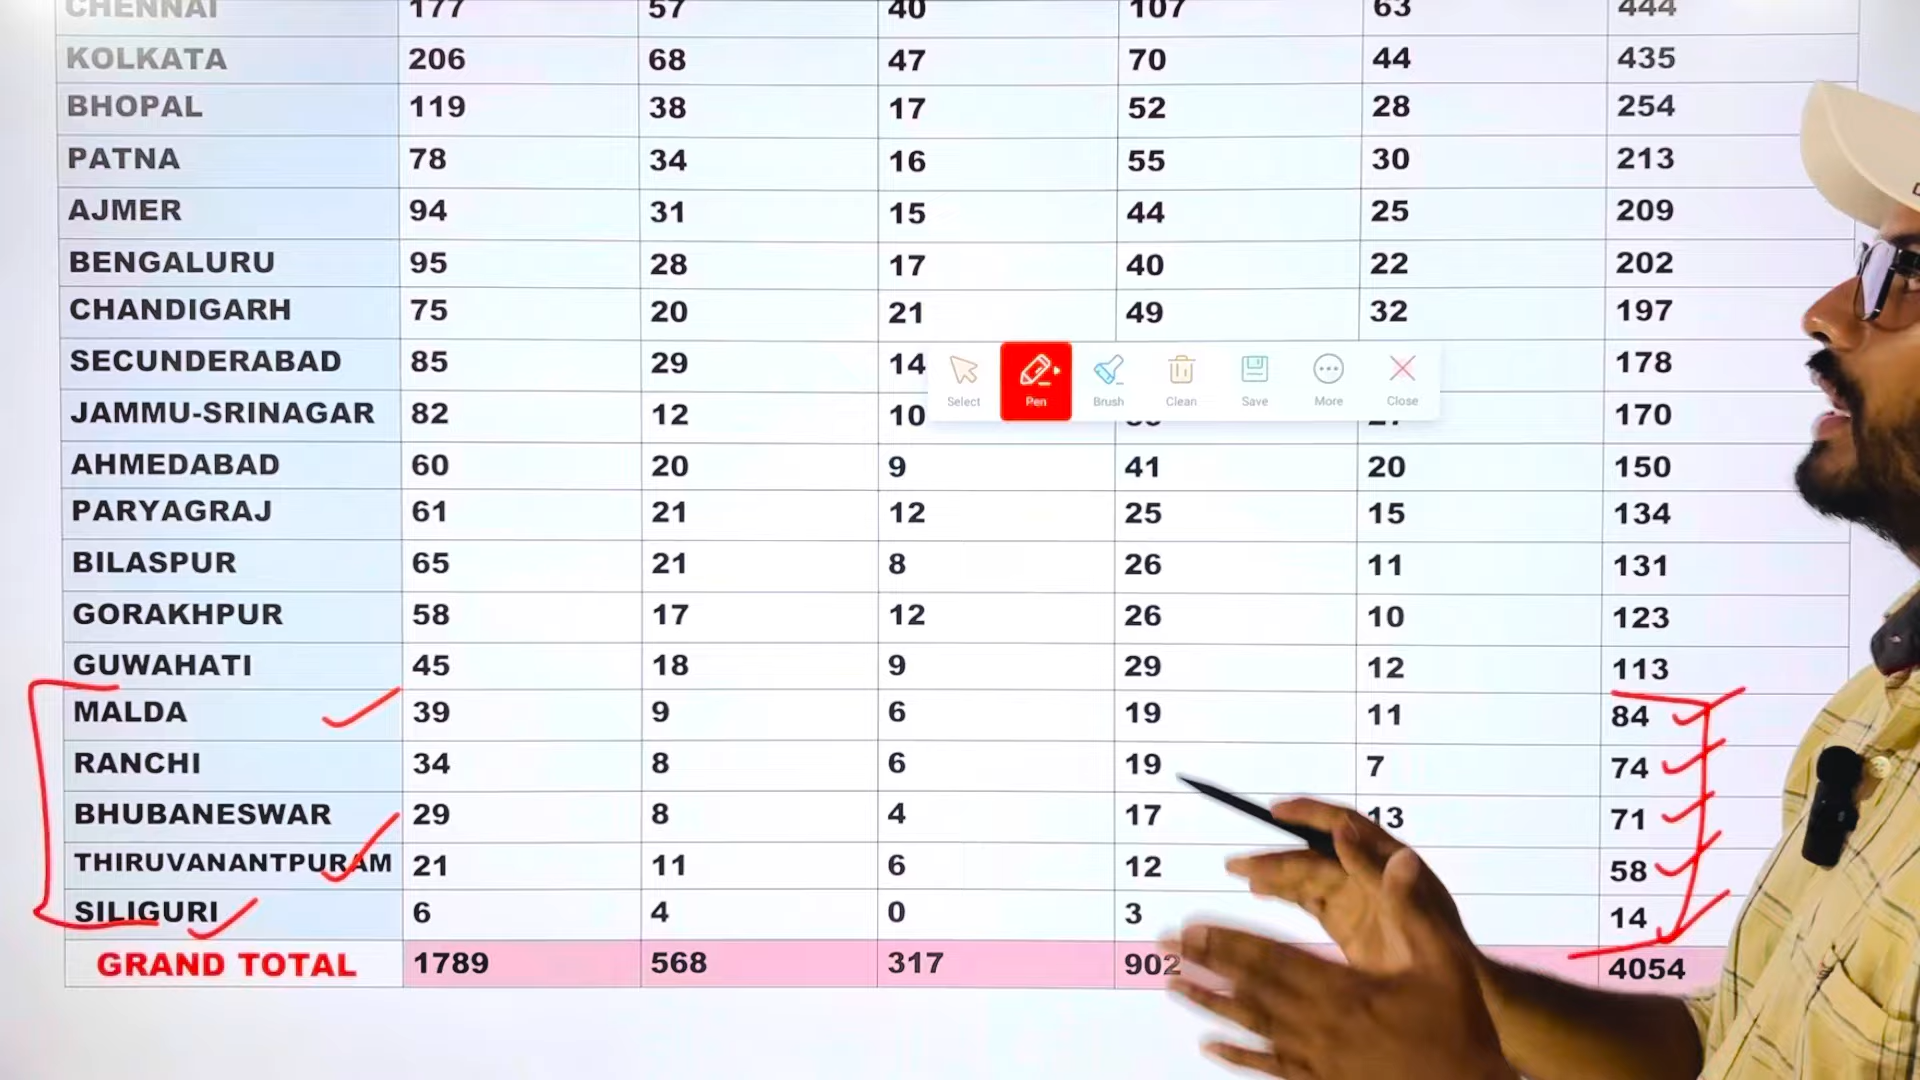 CHENNAI 177 57 40 107 63 444
KOLKATA 206 68 47 70 44 435
BHOPAL 119 38 17 52 28 254
PATNA 78 34 16 55 30 213
AJMER 94 31 15 44 25 209
BENGALURU 95 28 17 40 22 202
CHANDIGARH 75 20 21 49 32 197
SECUNDERABAD 85 29 14 178
Select Pen Brush Clean Save More Close
JAMMU-SRINAGAR 82 12 10 170
AHMEDABAD 60 20 9 41 20 150
PARYAGRAJ 61 21 12 25 15 134
BILASPUR 65 21 8 26 11 131
GORAKHPUR 58 17 12 26 10 123
GUWAHATI 45 18 9 29 12 113
MALDA 39 9 6 19 11 84
RANCHI 34 8 6 19 7 74
BHUBANESWAR 29 8 4 17 13 71
THIRUVANANTPURAM 21 11 6 12 58
SILIGURI 6 4 0 3 14
GRAND TOTAL 1789 568 317 902 4054